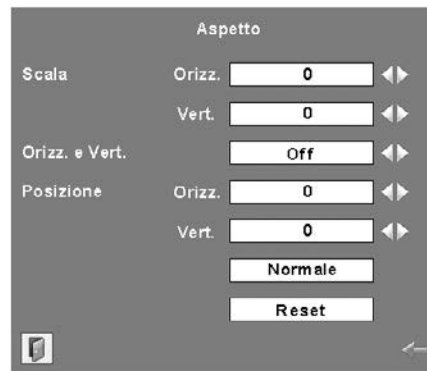 Aspetto
Scala Orizz. 0
Vert. 0
Orizz. e Vert. Off
Posizione Orizz. 0
Vert. 0
Normale
Reset